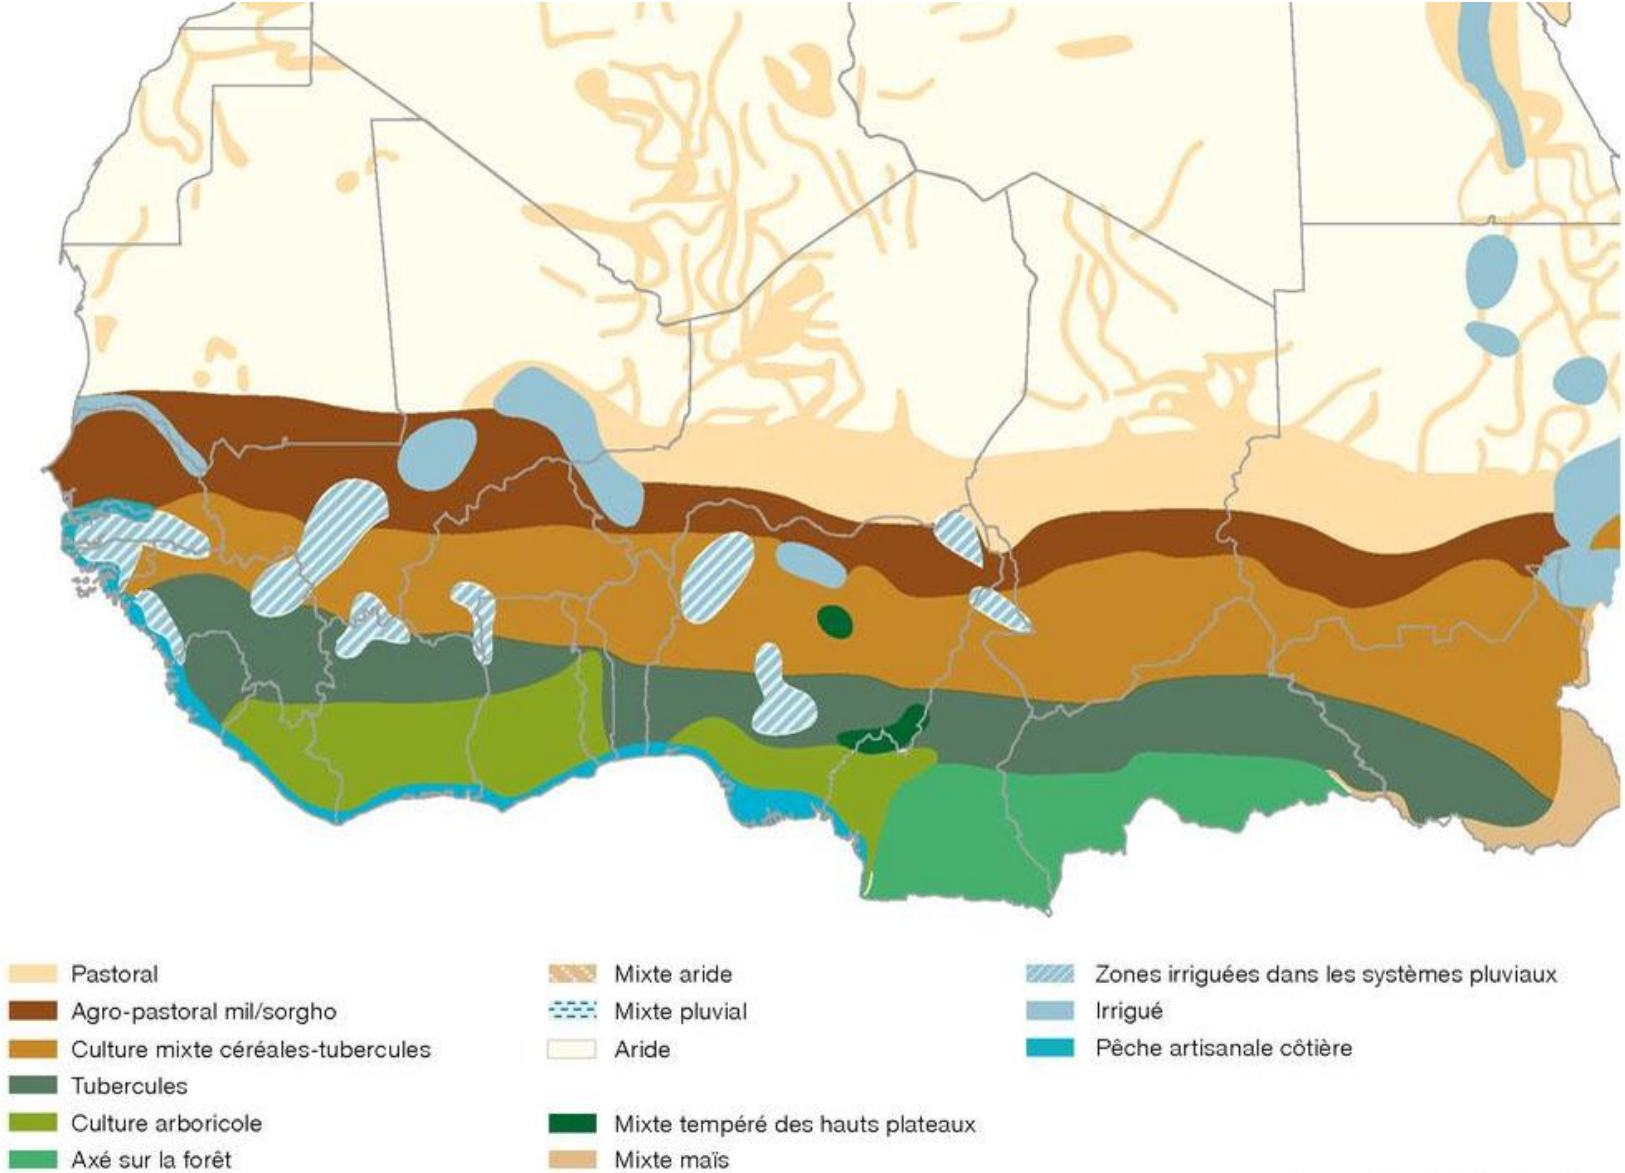 Pastoral
Agro-pastoral mil/sorgho
Culture mixte céréales-tubercules
Tubercules
Culture arboricole
Axé sur la forêt
Mixte aride
Mixte pluvial
Aride
Mixte tempéré des hauts plateaux
Mixte maïs
Zones irriguées dans les systèmes pluviaux
Irrigué
Pêche artisanale côtière